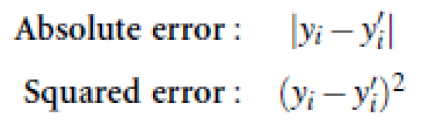 Absolute error : |yᵢ − y′ᵢ|
Squared error : (yᵢ − y′ᵢ)²